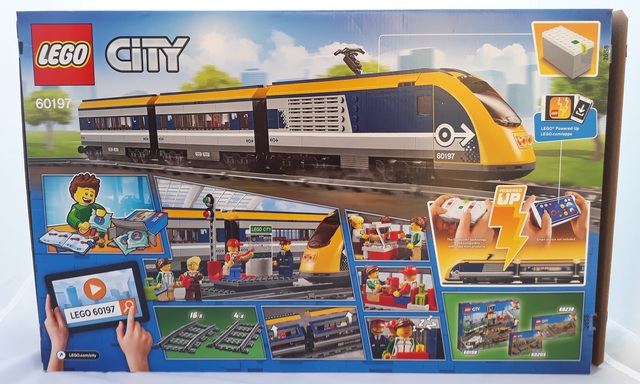 LEGO
CITY
60197
60197
LEGO® Powered Up
LEGO.com/apps
POWERED
UP
LEGO CITY
LEGO 60197
LEGO.com/city
16x
4x
60198
60205
60238